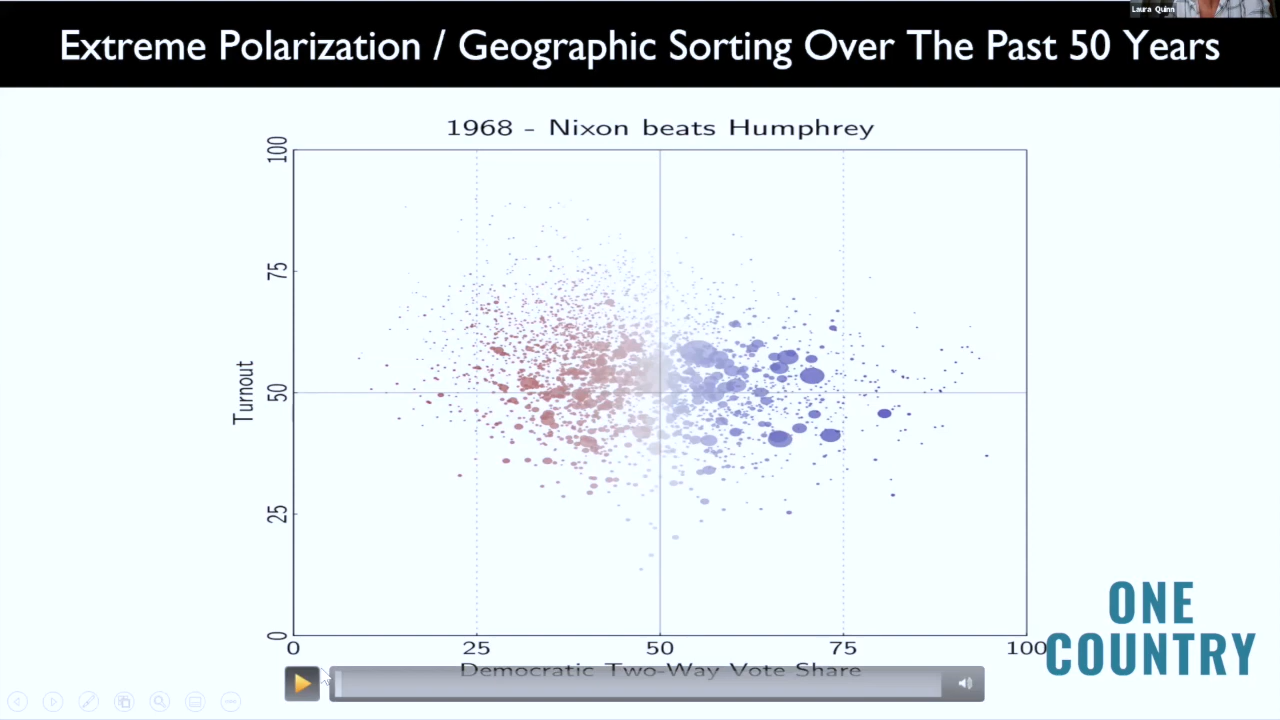 Laura Quinn
Extreme Polarization / Geographic Sorting Over The Past 50 Years
1968 - Nixon beats Humphrey
100
75
50
25
0
Turnout
0 25 50 75 100
Democratic Two-Way Vote Share
ONE
COUNTRY